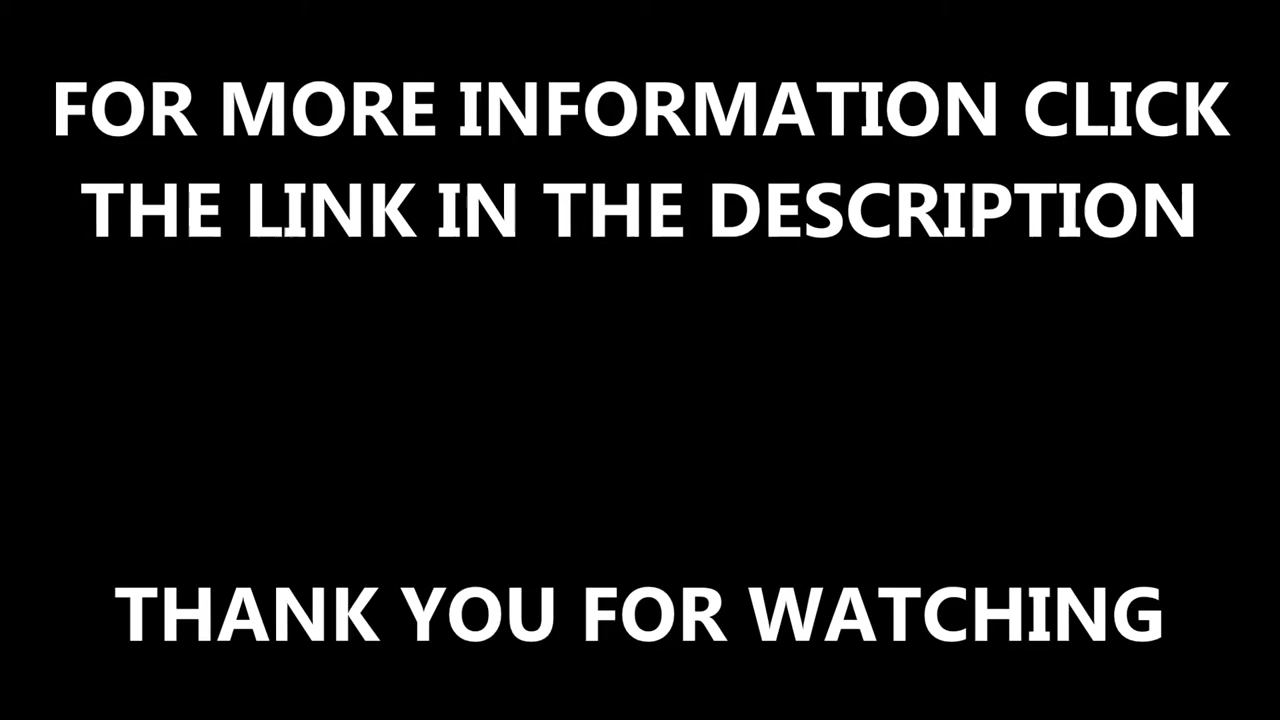 FOR MORE INFORMATION CLICK
THE LINK IN THE DESCRIPTION
THANK YOU FOR WATCHING